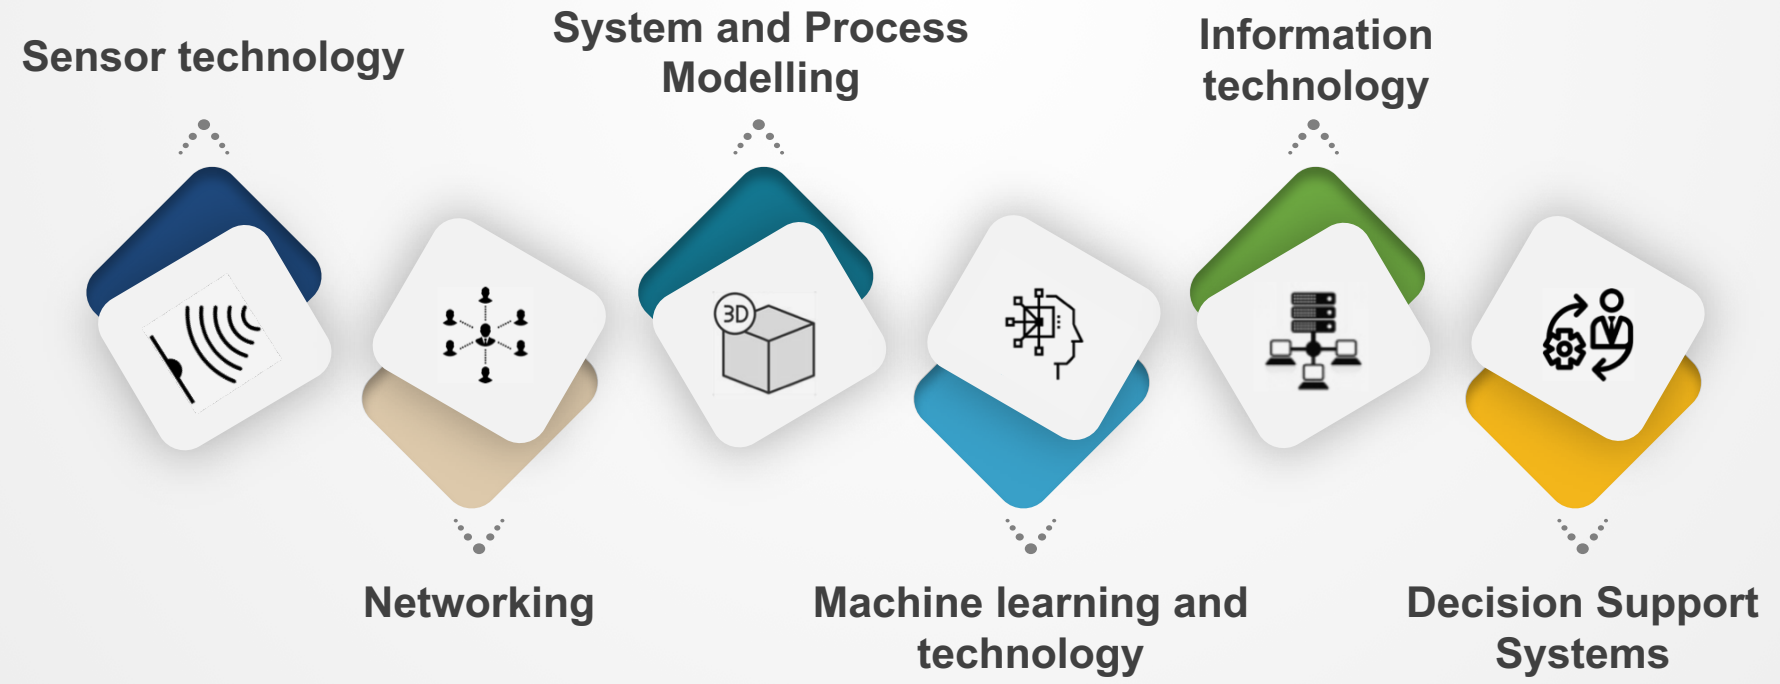 Sensor technology
System and Process
Modelling
Information
technology
3D
Networking
Machine learning and
technology
Decision Support
Systems